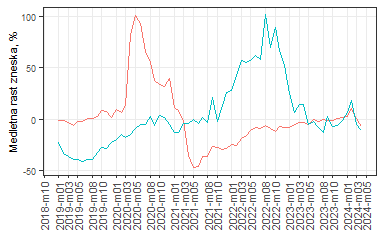 Medletna rast zneska, %
100
50
0
-50
2018-m10
2019-m01
2019-m03
2019-m05
2019-m08
2019-m10
2020-m01
2020-m03
2020-m05
2020-m08
2020-m10
2021-m01
2021-m03
2021-m05
2021-m08
2021-m10
2022-m01
2022-m03
2022-m05
2022-m08
2022-m10
2023-m01
2023-m03
2023-m05
2023-m08
2023-m10
2024-m01
2024-m03
2024-m05